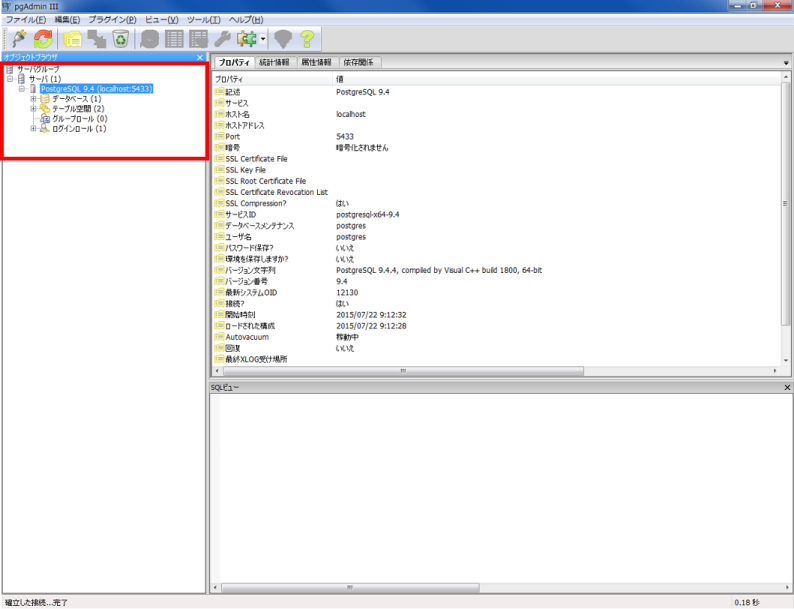 pgAdmin III
ファイル(F) 編集(E) プラグイン(P) ビュー(V) ツール(T) ヘルプ(H)
オブジェクトブラウザ
サーバグループ
サーバ (1)
PostgreSQL 9.4 (localhost:5433)
データベース (1)
テーブル空間 (2)
グループロール (0)
ログインロール (1)
プロパティ 統計情報 属性情報 依存関係
プロパティ 値
記述 PostgreSQL 9.4
サービス
ホスト名 localhost
ホストアドレス
Port 5433
暗号 暗号化されません
SSL Certificate File
SSL Key File
SSL Root Certificate File
SSL Certificate Revocation List
SSL Compression? はい
サービスID postgresql-x64-9.4
データベースメンテナンス postgres
ユーザ名 postgres
パスワード保存? いいえ
環境を保存しますか? いいえ
バージョン文字列 PostgreSQL 9.4.4, compiled by Visual C++ build 1800, 64-bit
バージョン番号 9.4
最新システムOID 12130
接続? はい
開始時刻 2015/07/22 9:12:32
ロードされた構成 2015/07/22 9:12:28
Autovacuum 稼動中
回復 いいえ
最終XLOG受け場所
SQLビュー
確立した接続...完了 0.18 秒